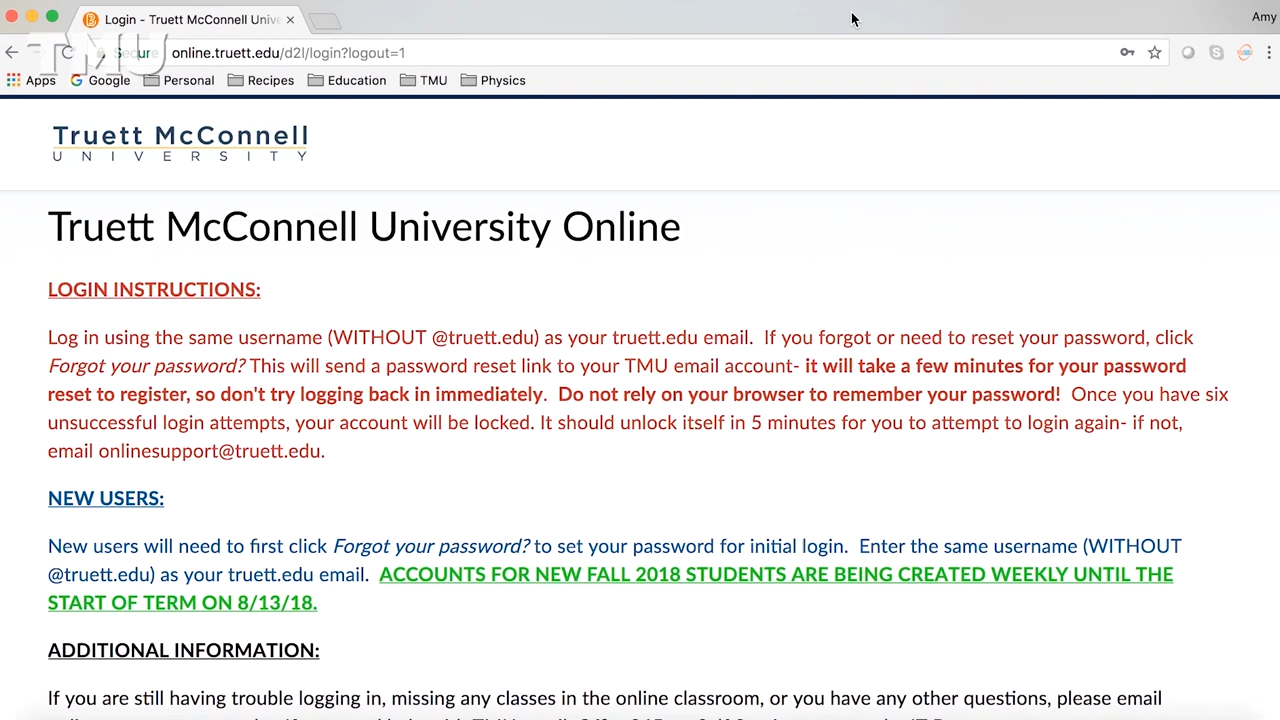 Login - Truett McConnell Unive
Amy
TMU
Secure online.truett.edu/d2l/login?logout=1
Apps Google Personal Recipes Education TMU Physics
Truett McConnell
UNIVERSITY
Truett McConnell University Online
LOGIN INSTRUCTIONS:
Log in using the same username (WITHOUT @truett.edu) as your truett.edu email. If you forgot or need to reset your password, click
Forgot your password? This will send a password reset link to your TMU email account- it will take a few minutes for your password
reset to register, so don't try logging back in immediately. Do not rely on your browser to remember your password! Once you have six
unsuccessful login attempts, your account will be locked. It should unlock itself in 5 minutes for you to attempt to login again- if not,
email onlinesupport@truett.edu.
NEW USERS:
New users will need to first click Forgot your password? to set your password for initial login. Enter the same username (WITHOUT
@truett.edu) as your truett.edu email. ACCOUNTS FOR NEW FALL 2018 STUDENTS ARE BEING CREATED WEEKLY UNTIL THE
START OF TERM ON 8/13/18.
ADDITIONAL INFORMATION:
If you are still having trouble logging in, missing any classes in the online classroom, or you have any other questions, please email